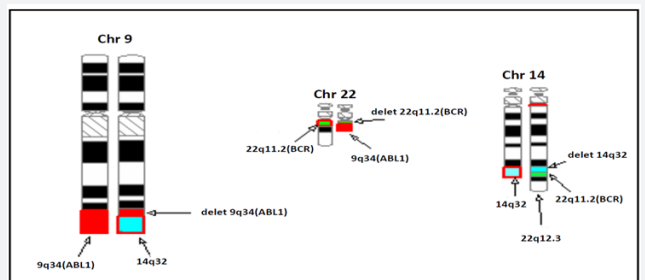 Chr 9
delet 9q34(ABL1)
9q34(ABL1)
14q32
Chr 22
delet 22q11.2(BCR)
22q11.2(BCR)
9q34(ABL1)
Chr 14
delet 14q32
22q11.2(BCR)
14q32
22q12.3